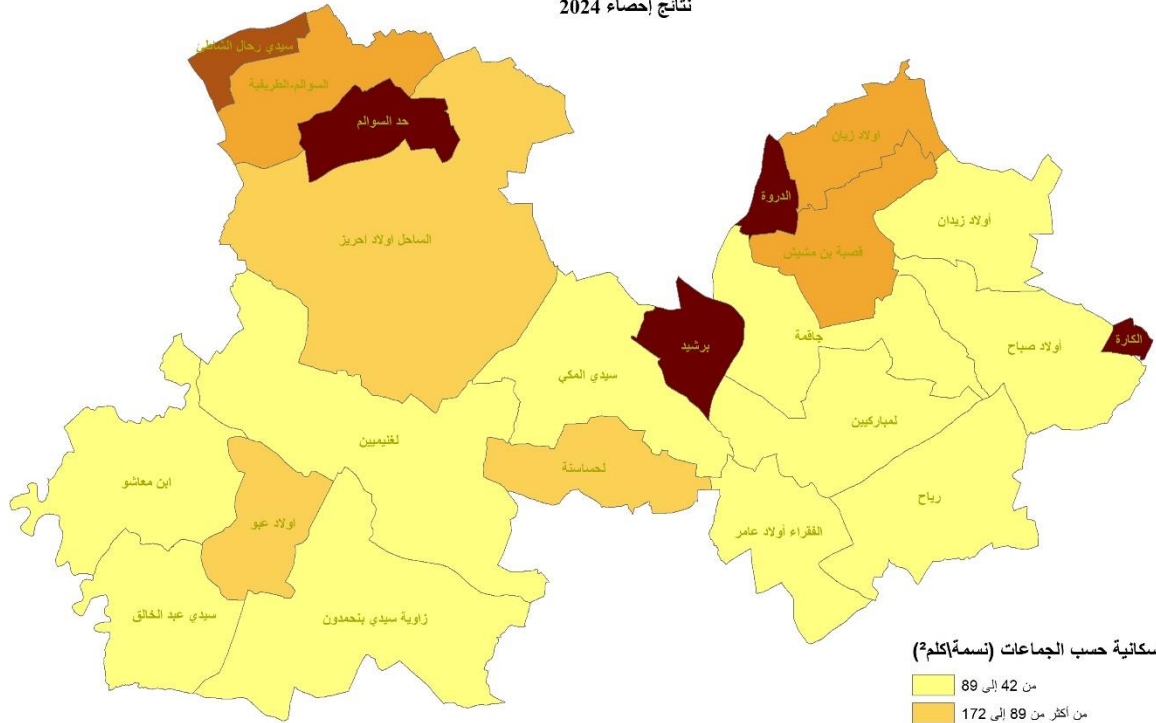 نتائج إحصاء 2024
سيدي رحال الشاطئ
السوالم-الطريفية
حد السوالم
اولاد زيان
الدروة
أولاد زيدان
الساحل اولاد احريز
قصبة بن مشيش
برشيد
جاقمة
أولاد صباح
الكارة
سيدي المكي
لمباركيين
لغنيميين
لحساسنة
ابن معاشو
رياح
اولاد عبو
الفقراء أولاد عامر
سيدي عبد الخالق
زاوية سيدي بنحمدون
سكانية حسب الجماعات (نسمة\كلم²)
من 42 إلى 89
من أكثر من 89 إلى 172